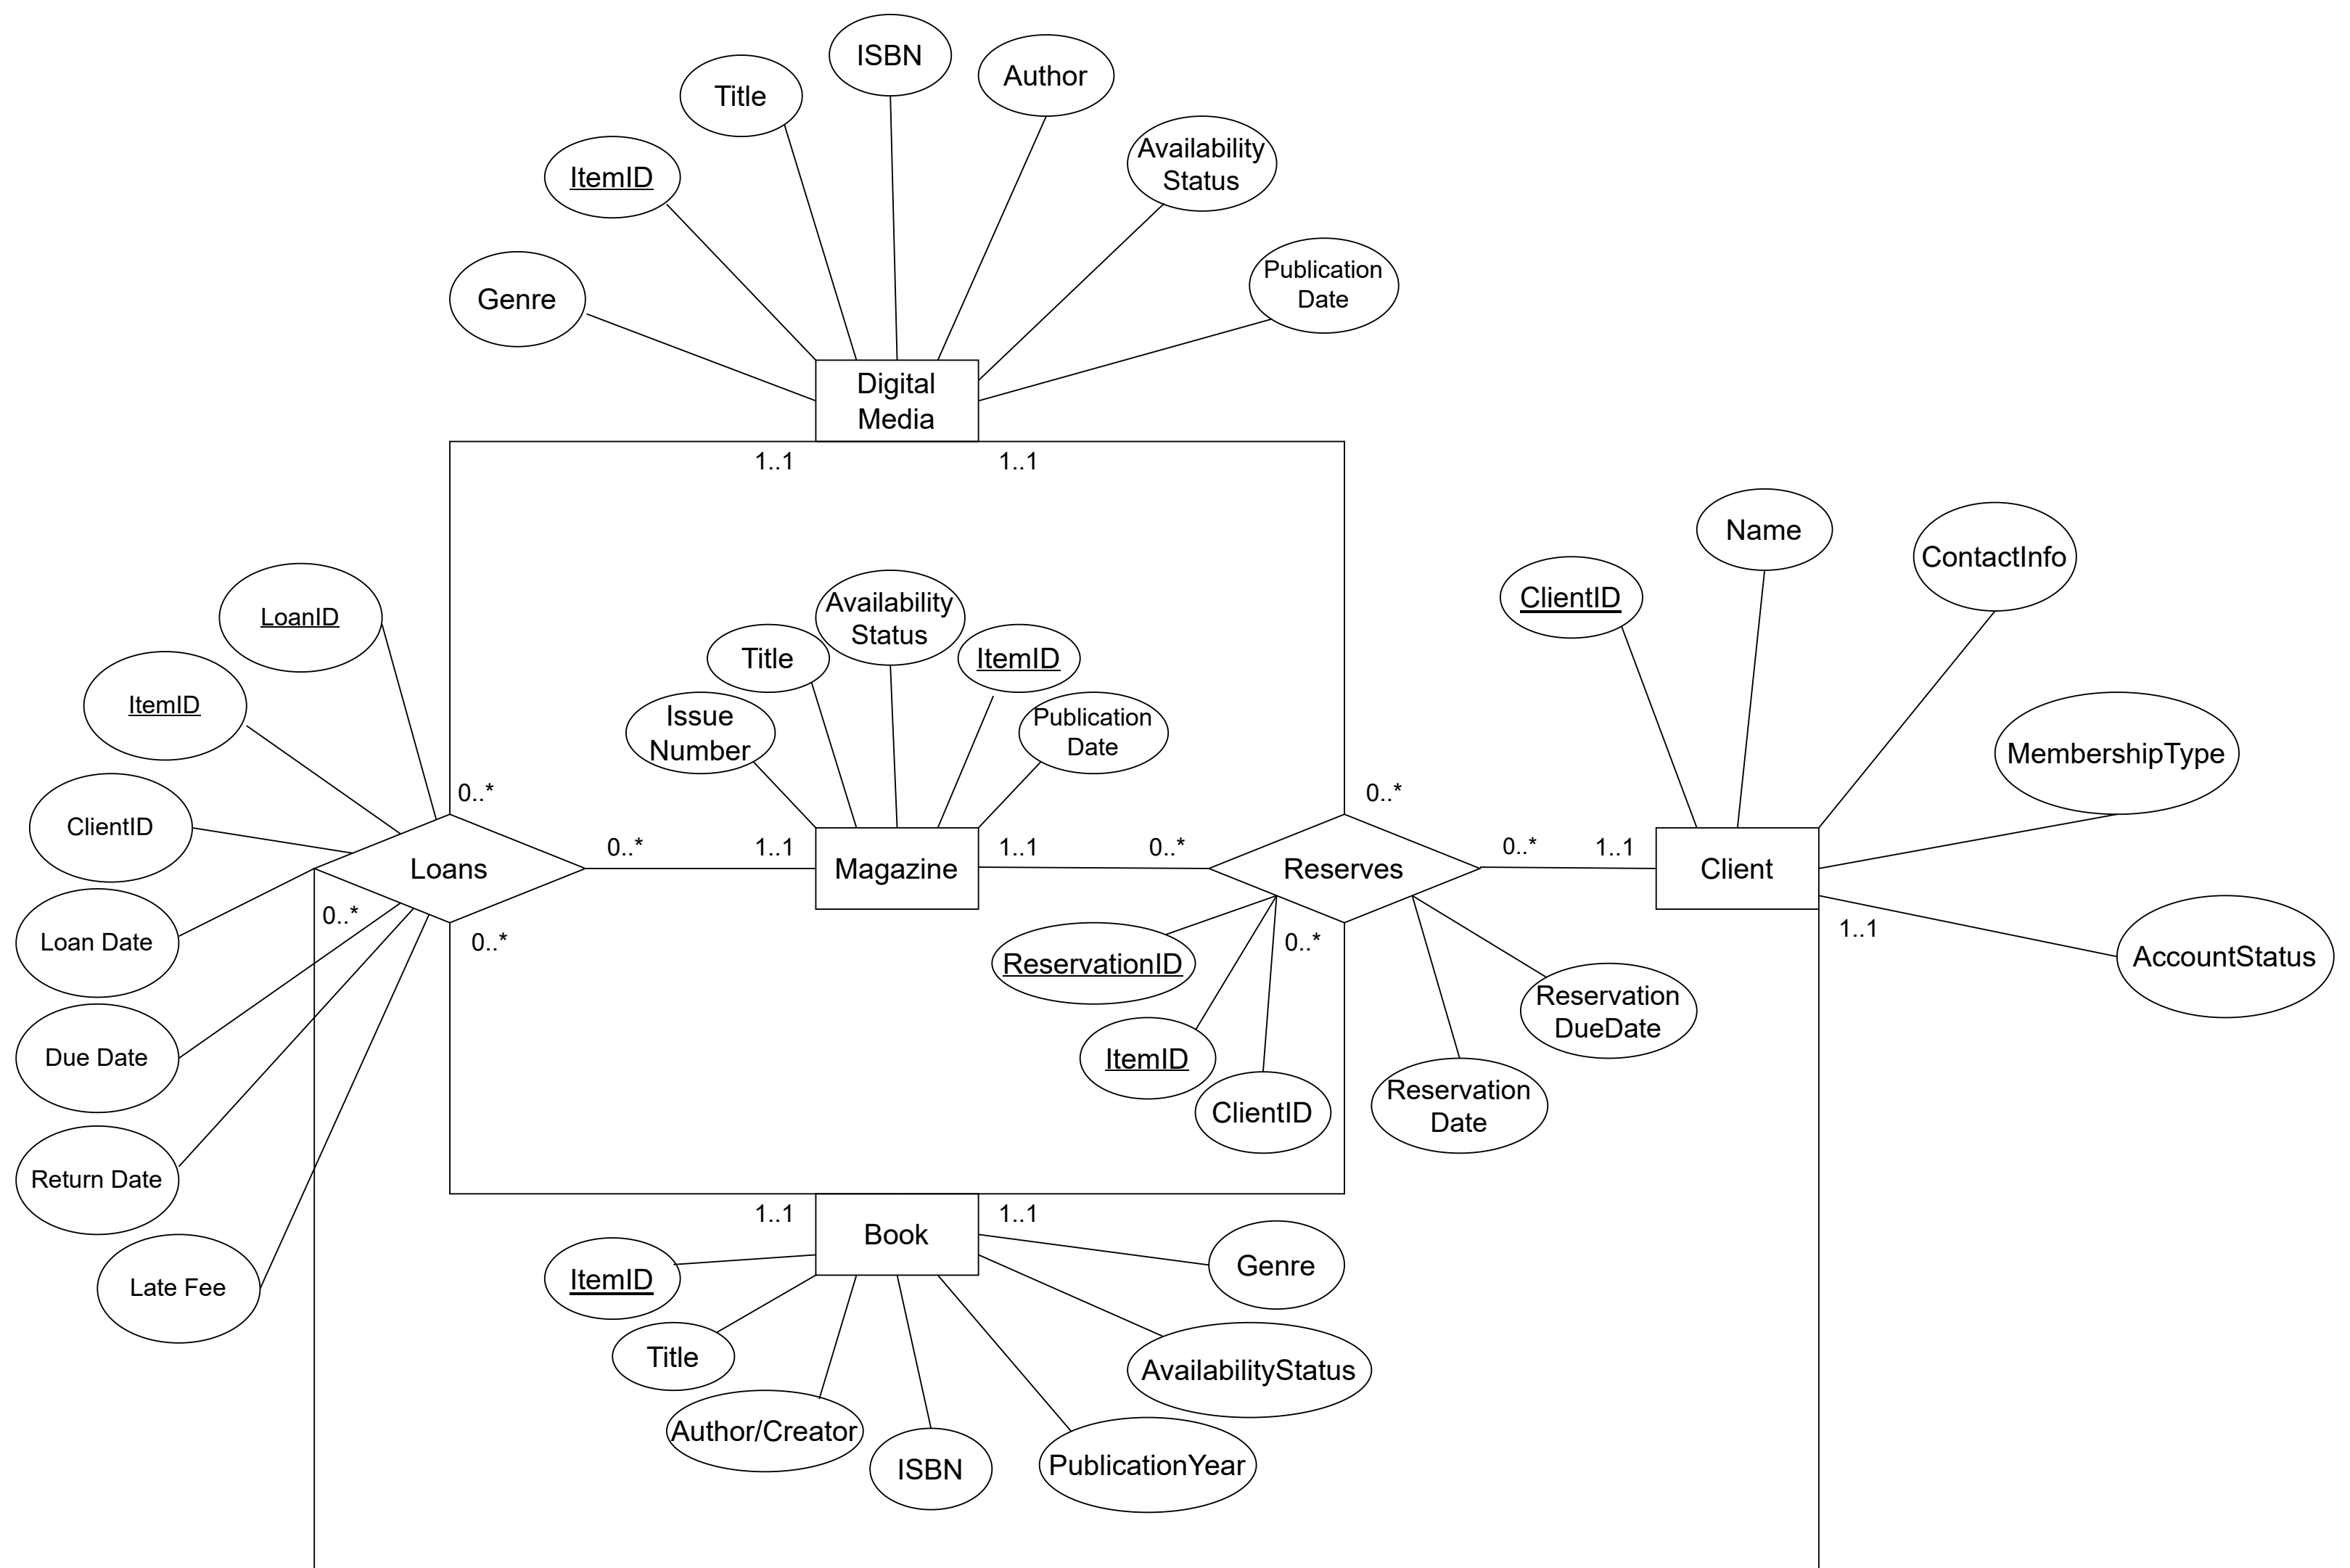 ISBN
Author
Title
Availability
Status
ItemID
Publication
Date
Genre
Digital
Media
1..1
1..1
Name
ContactInfo
ClientID
LoanID
Availability
Status
Title
ItemID
ItemID
Issue
Number
Publication
Date
MembershipType
0..*
0..*
ClientID
0..*
1..1
1..1
0..*
0..*
1..1
Loans
Magazine
Reserves
Client
0..*
Loan Date
0..*
ReservationID
0..*
1..1
AccountStatus
Reservation
DueDate
Due Date
ItemID
ClientID
Reservation
Date
Return Date
1..1
1..1
Book
Late Fee
ItemID
Genre
Title
AvailabilityStatus
Author/Creator
ISBN
PublicationYear